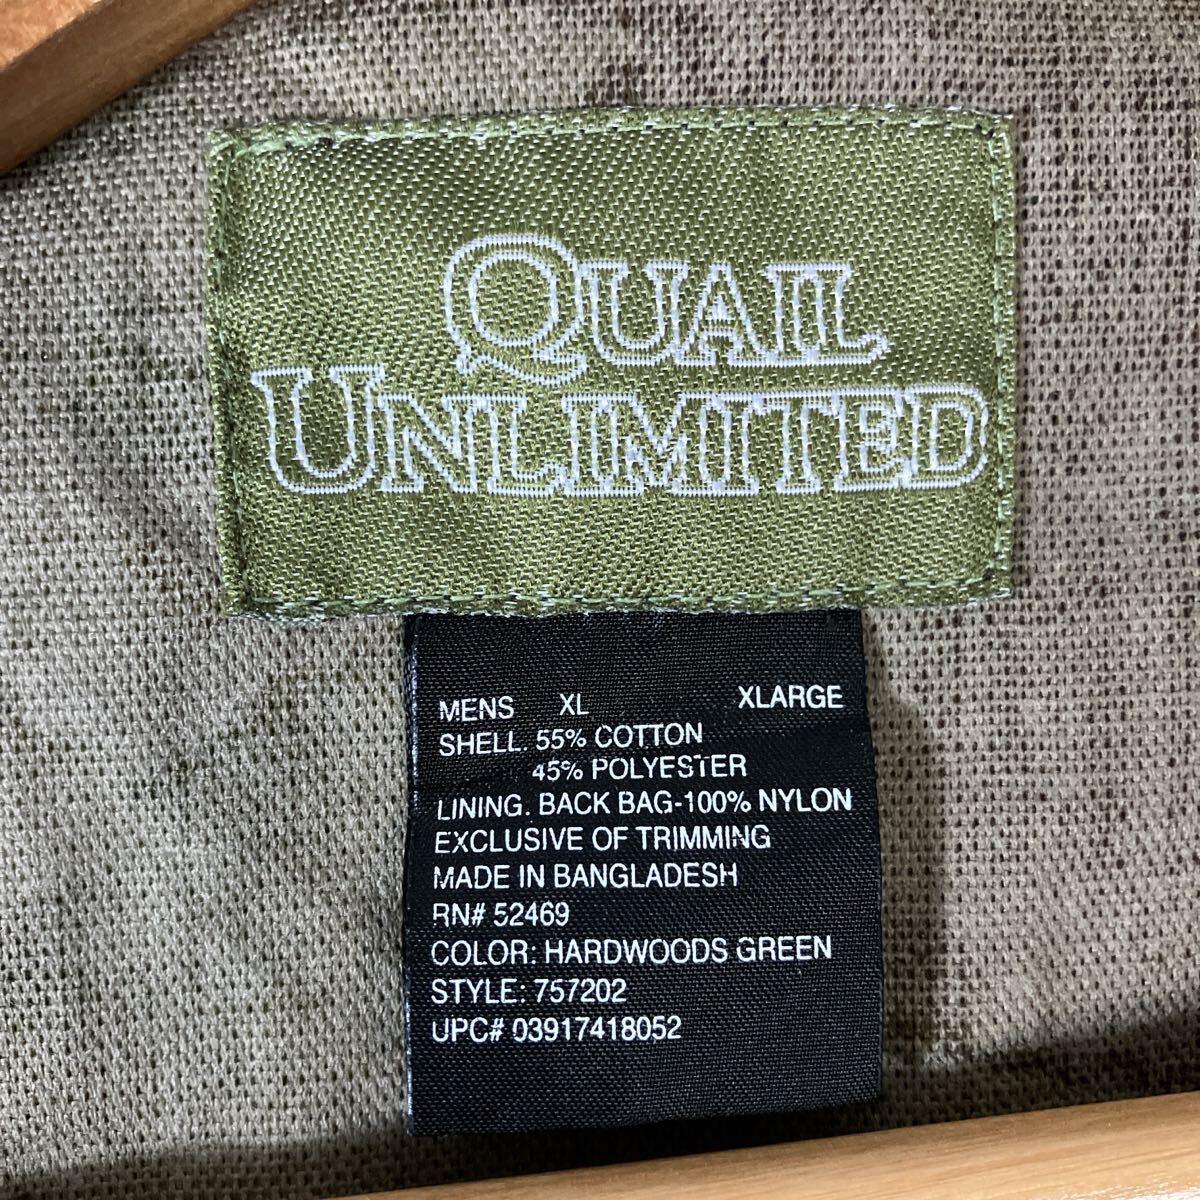 QUAIL
UNLIMITED
MENS XL XLARGE
SHELL. 55% COTTON
45% POLYESTER
LINING. BACK BAG-100% NYLON
EXCLUSIVE OF TRIMMING
MADE IN BANGLADESH
RN# 52469
COLOR: HARDWOODS GREEN
STYLE: 757202
UPC# 03917418052